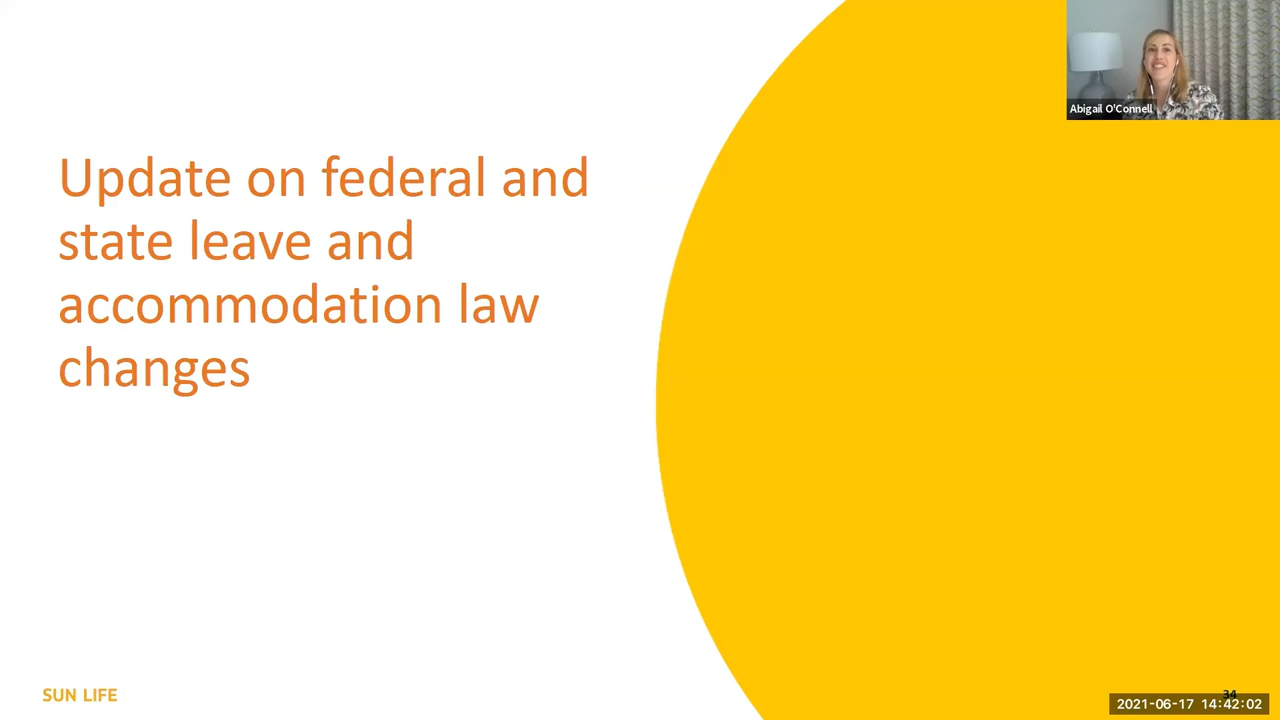 Abigail O'Connell
Update on federal and
state leave and
accommodation law
changes
SUN LIFE
34
2021-06-17 14:42:02